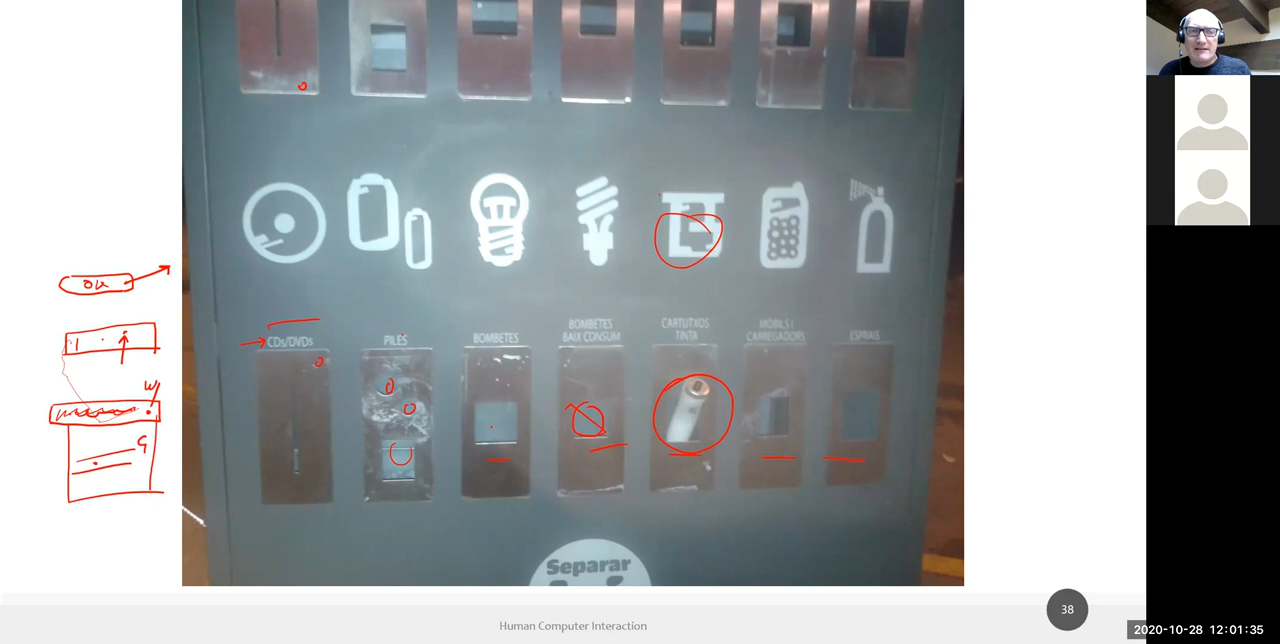 OK
CDs/DVDs
PILES
BOMBETES
BOMBETES
BAIX CONSUM
CARTUTXOS
TINTA
MÒBILS I
CARREGADORS
ESPRAIS
Separar
38
Human Computer Interaction
2020-10-28 12:01:35